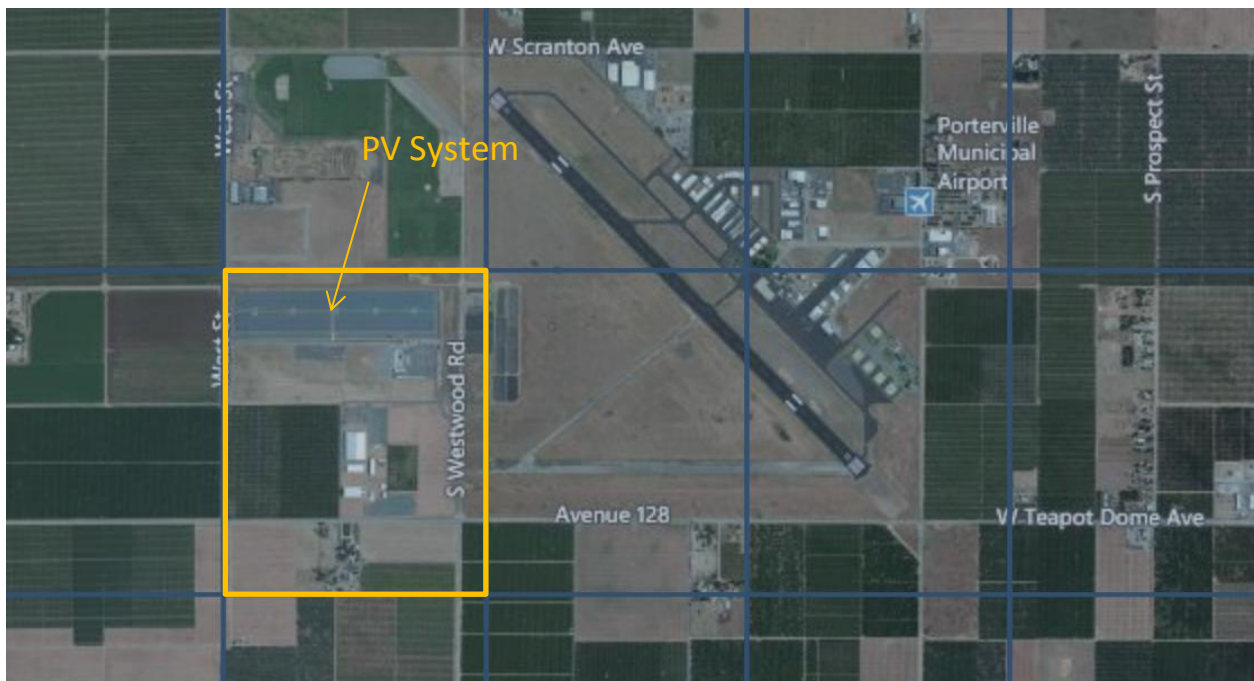 W Scranton Ave
West St
PV System
Porterville
Municipal
Airport
S Prospect St
West St
S Westwood Rd
Avenue 128
W Teapot Dome Ave